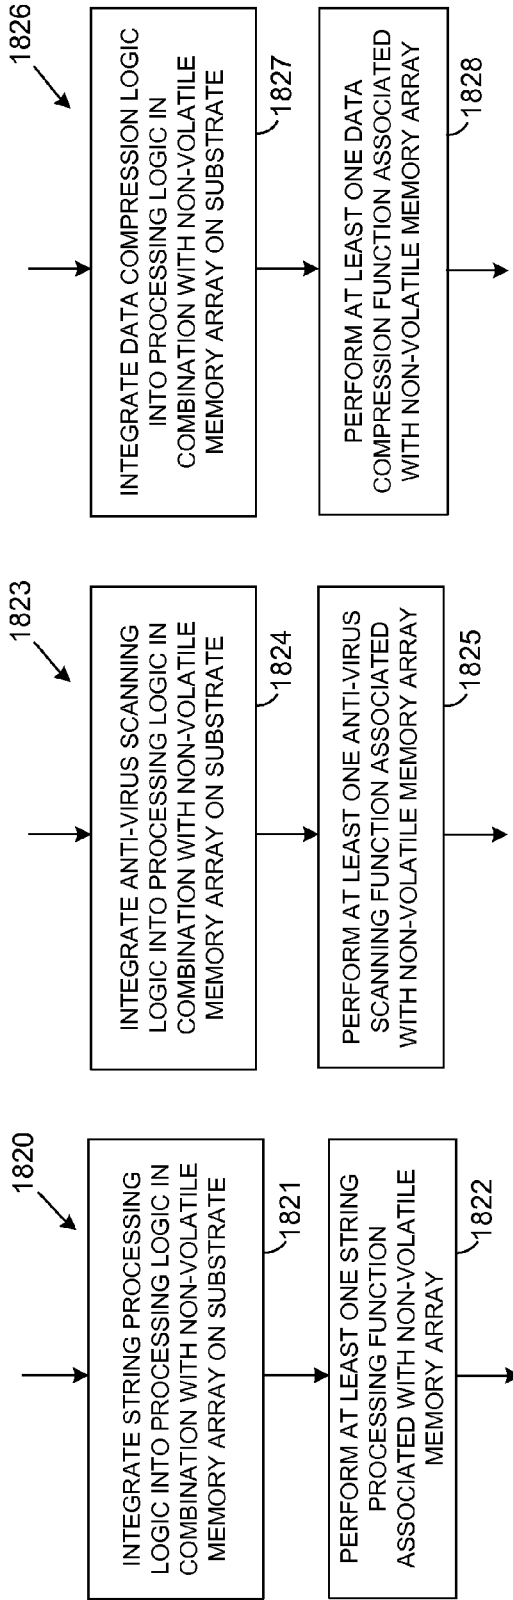 1820
INTEGRATE STRING PROCESSING
LOGIC INTO PROCESSING LOGIC IN
COMBINATION WITH NON-VOLATILE
MEMORY ARRAY ON SUBSTRATE
1821
PERFORM AT LEAST ONE STRING
PROCESSING FUNCTION
ASSOCIATED WITH NON-VOLATILE
MEMORY ARRAY
1822
1823
INTEGRATE ANTI-VIRUS SCANNING
LOGIC INTO PROCESSING LOGIC IN
COMBINATION WITH NON-VOLATILE
MEMORY ARRAY ON SUBSTRATE
1824
PERFORM AT LEAST ONE ANTI-VIRUS
SCANNING FUNCTION ASSOCIATED
WITH NON-VOLATILE MEMORY ARRAY
1825
1826
INTEGRATE DATA COMPRESSION LOGIC
INTO PROCESSING LOGIC IN
COMBINATION WITH NON-VOLATILE
MEMORY ARRAY ON SUBSTRATE
1827
PERFORM AT LEAST ONE DATA
COMPRESSION FUNCTION ASSOCIATED
WITH NON-VOLATILE MEMORY ARRAY
1828